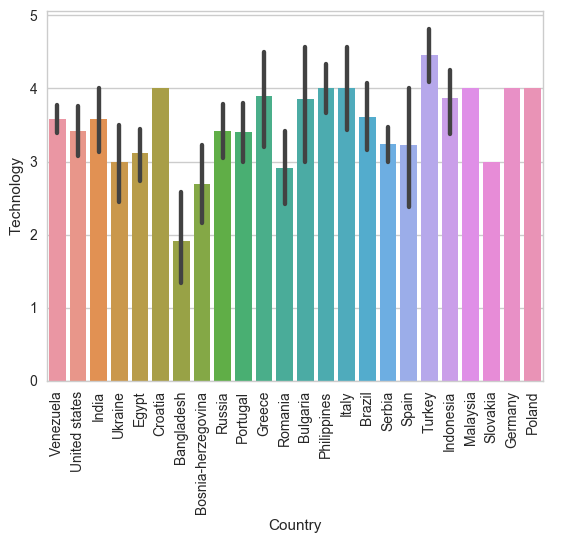 5
4
3
2
1
0
Technology
Venezuela
United states
India
Ukraine
Egypt
Croatia
Bangladesh
Bosnia-herzegovina
Russia
Portugal
Greece
Romania
Bulgaria
Philippines
Italy
Brazil
Serbia
Spain
Turkey
Indonesia
Malaysia
Slovakia
Germany
Poland
Country